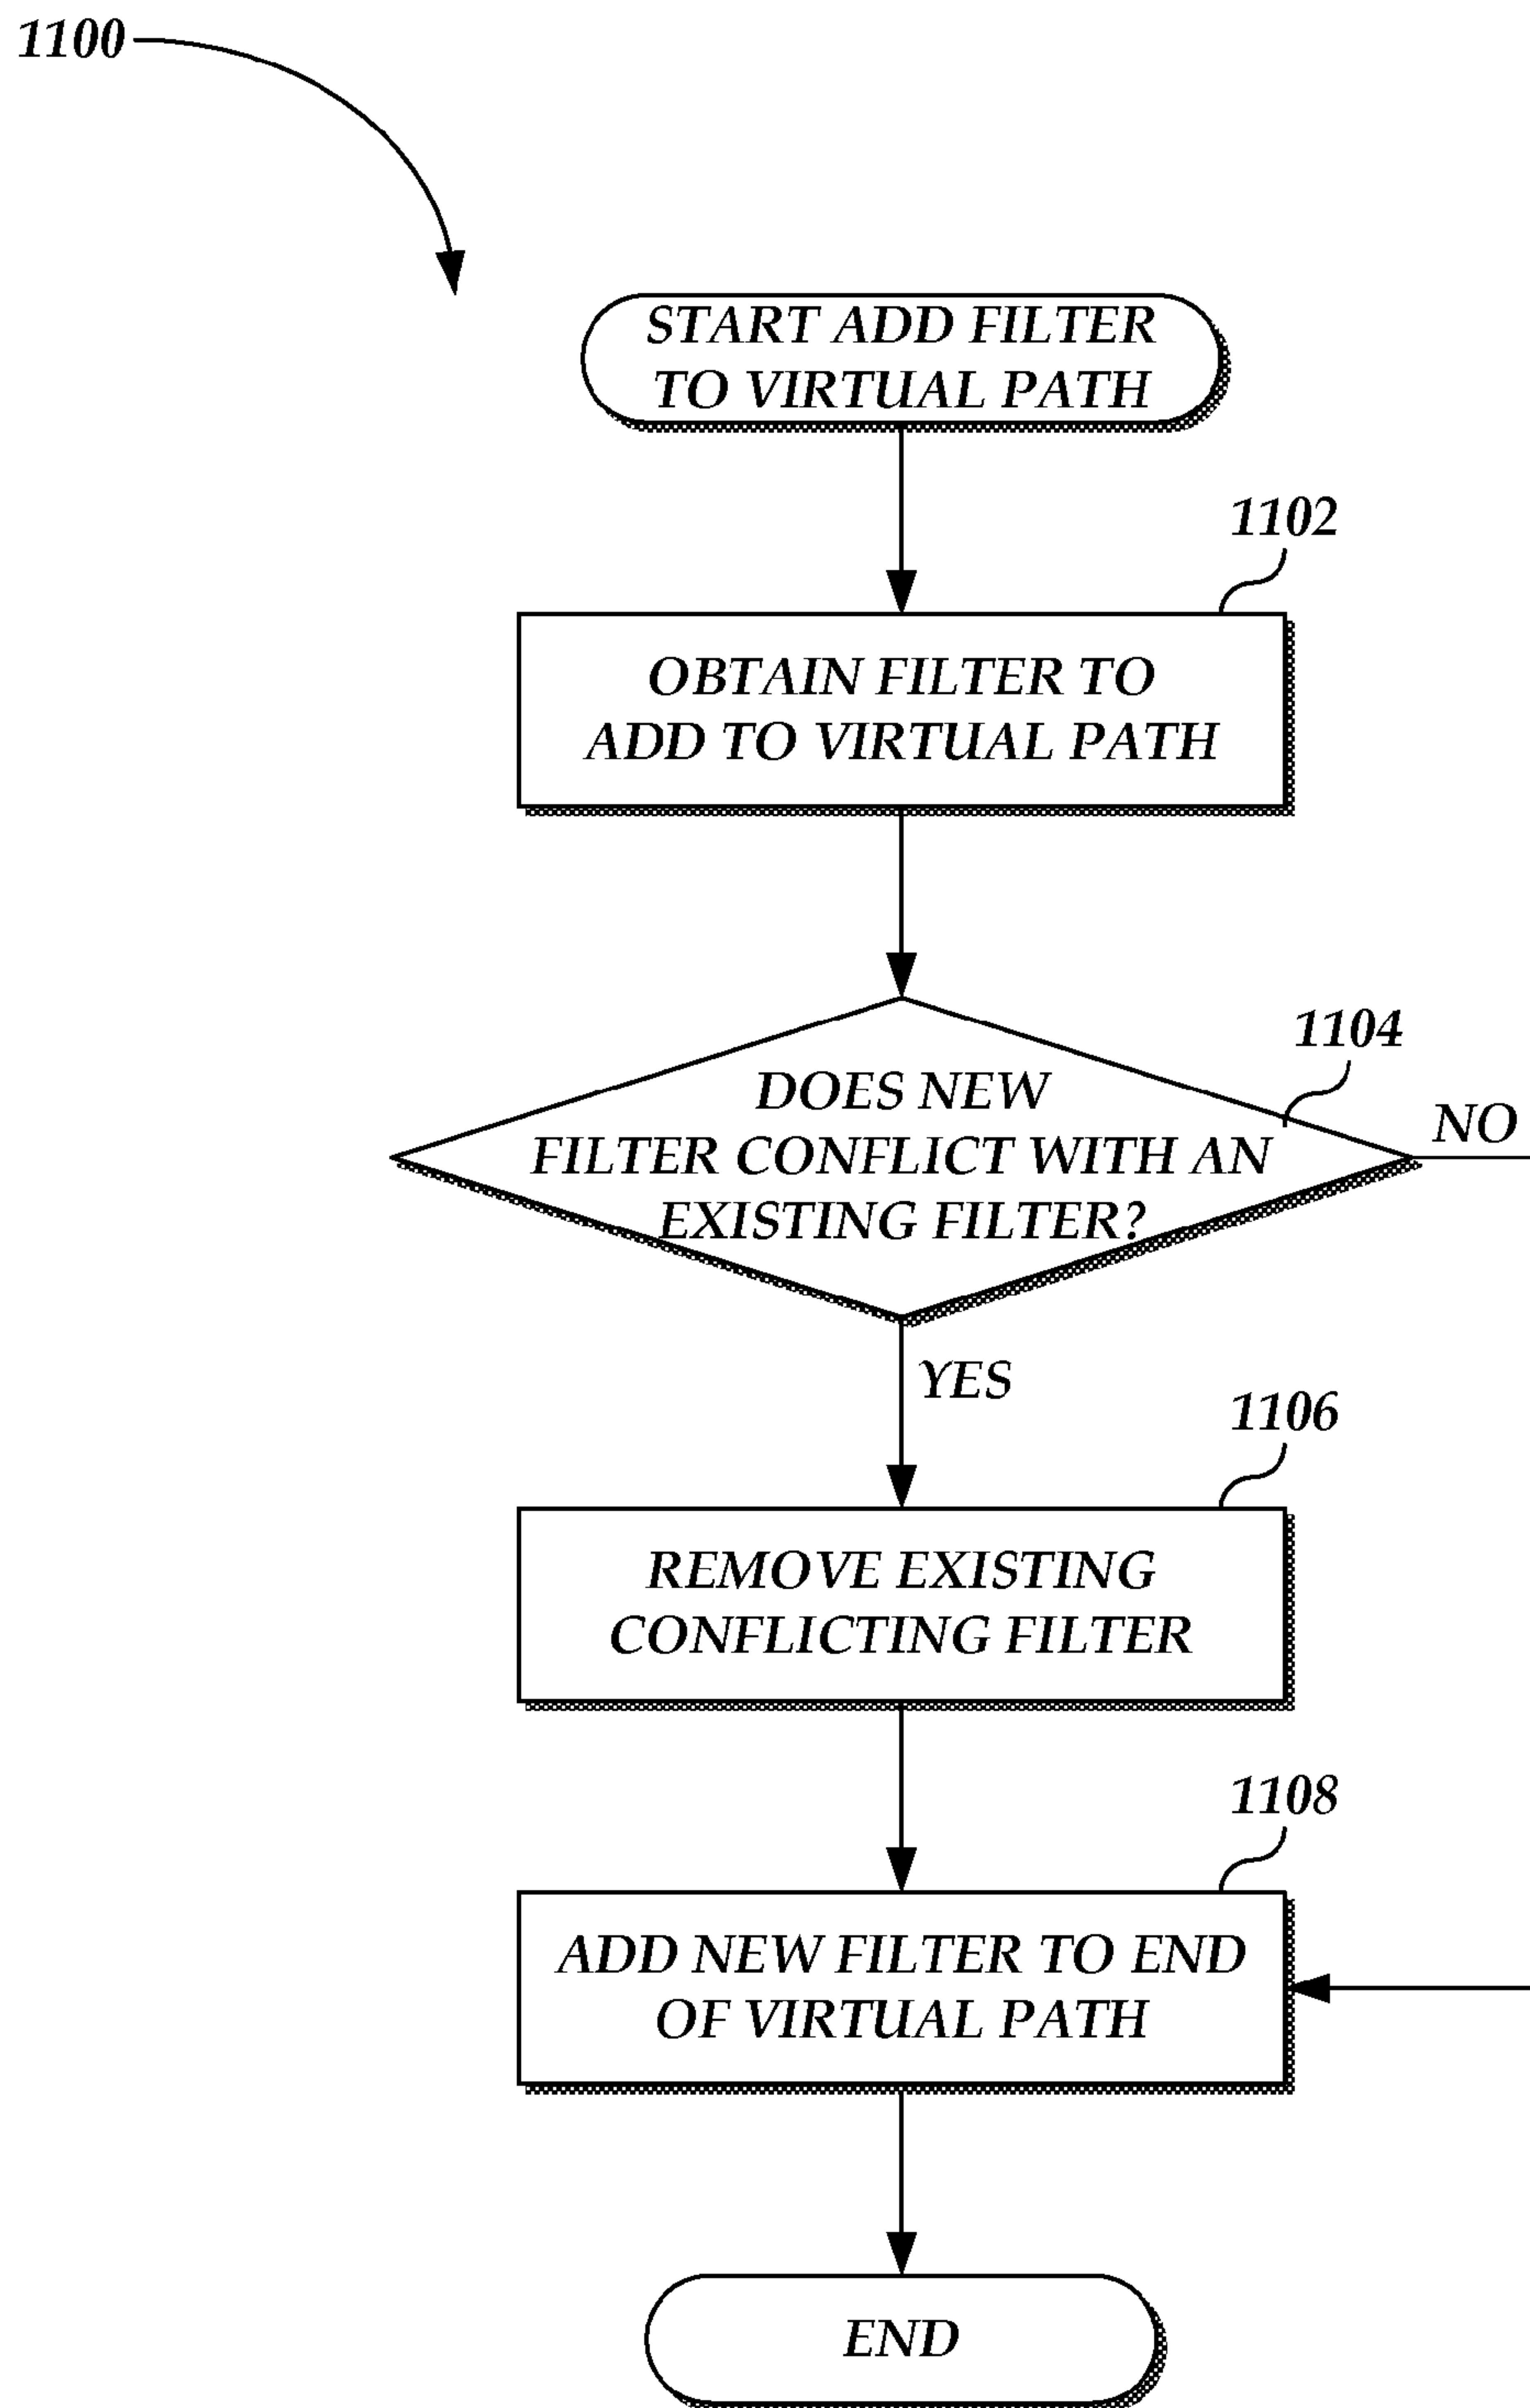 1100
START ADD FILTER
TO VIRTUAL PATH
1102
OBTAIN FILTER TO
ADD TO VIRTUAL PATH
1104
DOES NEW
FILTER CONFLICT WITH AN
EXISTING FILTER?
NO
YES
1106
REMOVE EXISTING
CONFLICTING FILTER
1108
ADD NEW FILTER TO END
OF VIRTUAL PATH
END